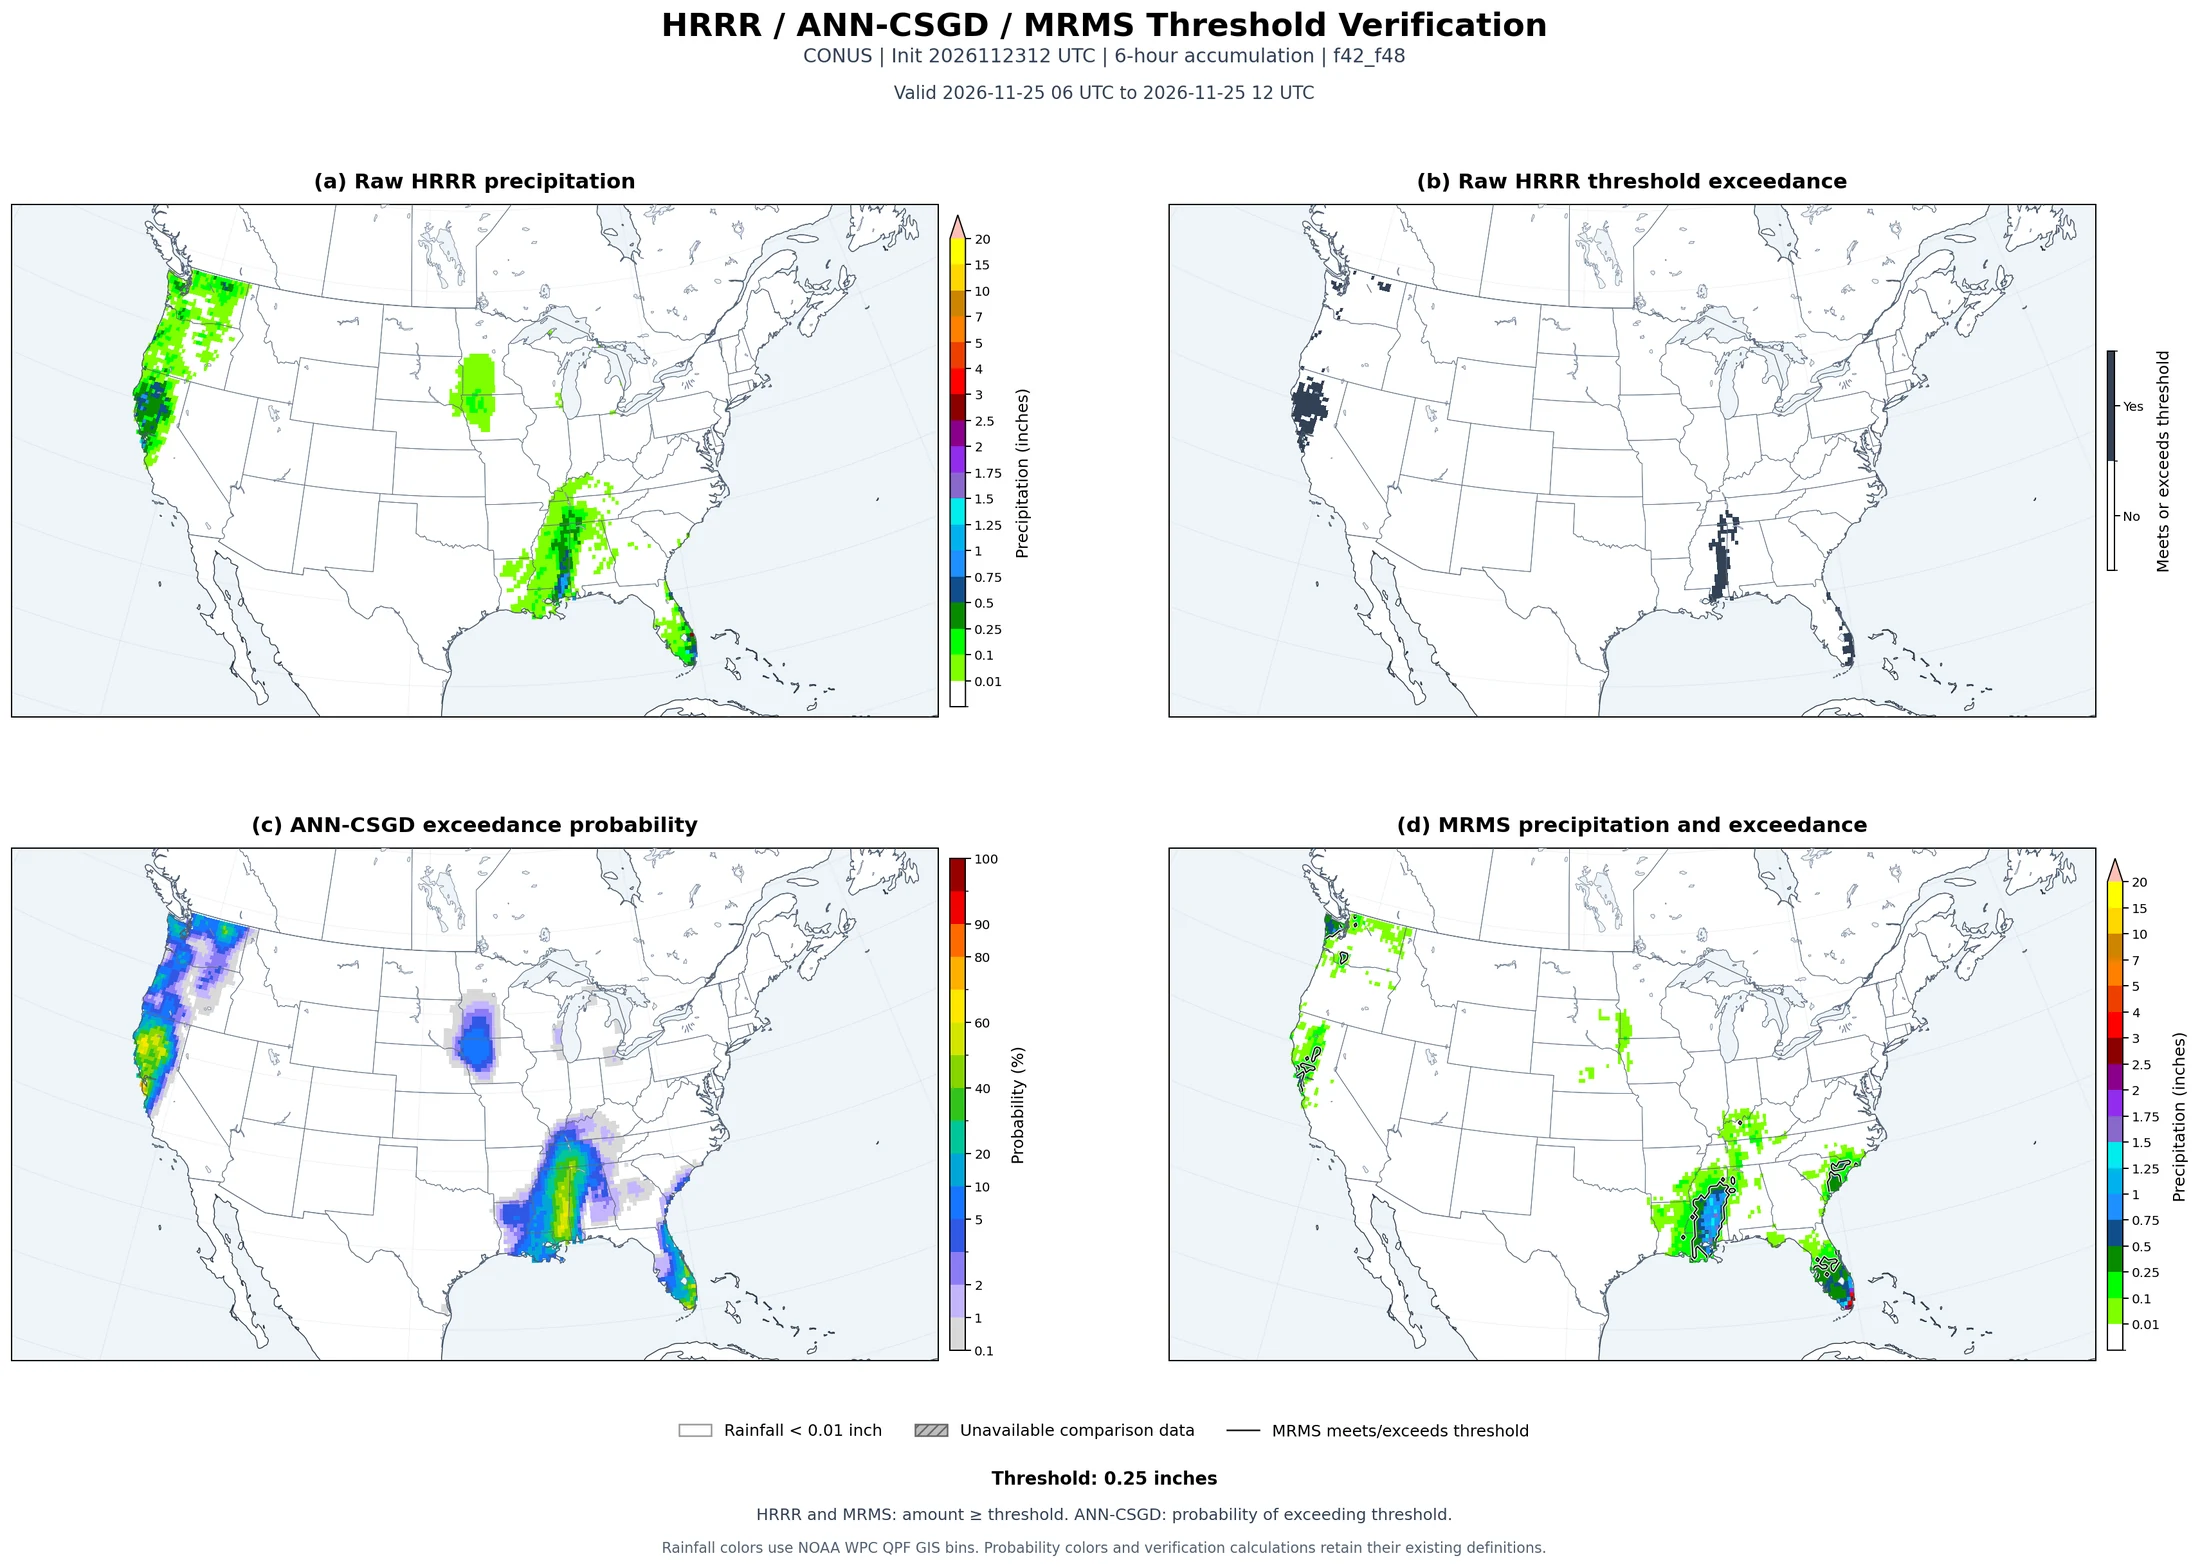 HRRR / ANN-CSGD / MRMS Threshold Verification
CONUS | Init 2026112312 UTC | 6-hour accumulation | f42_f48
Valid 2026-11-25 06 UTC to 2026-11-25 12 UTC
(a) Raw HRRR precipitation
20
15
10
7
5
4
3
2.5
2
1.75
1.5
1.25
1
0.75
0.5
0.25
0.1
0.01
Precipitation (inches)
(b) Raw HRRR threshold exceedance
Yes
No
Meets or exceeds threshold
(c) ANN-CSGD exceedance probability
100
90
80
60
40
20
10
5
2
1
0.1
Probability (%)
(d) MRMS precipitation and exceedance
20
15
10
7
5
4
3
2.5
2
1.75
1.5
1.25
1
0.75
0.5
0.25
0.1
0.01
Precipitation (inches)
Rainfall < 0.01 inch
Unavailable comparison data
MRMS meets/exceeds threshold
Threshold: 0.25 inches
HRRR and MRMS: amount ≥ threshold. ANN-CSGD: probability of exceeding threshold.
Rainfall colors use NOAA WPC QPF GIS bins. Probability colors and verification calculations retain their existing definitions.